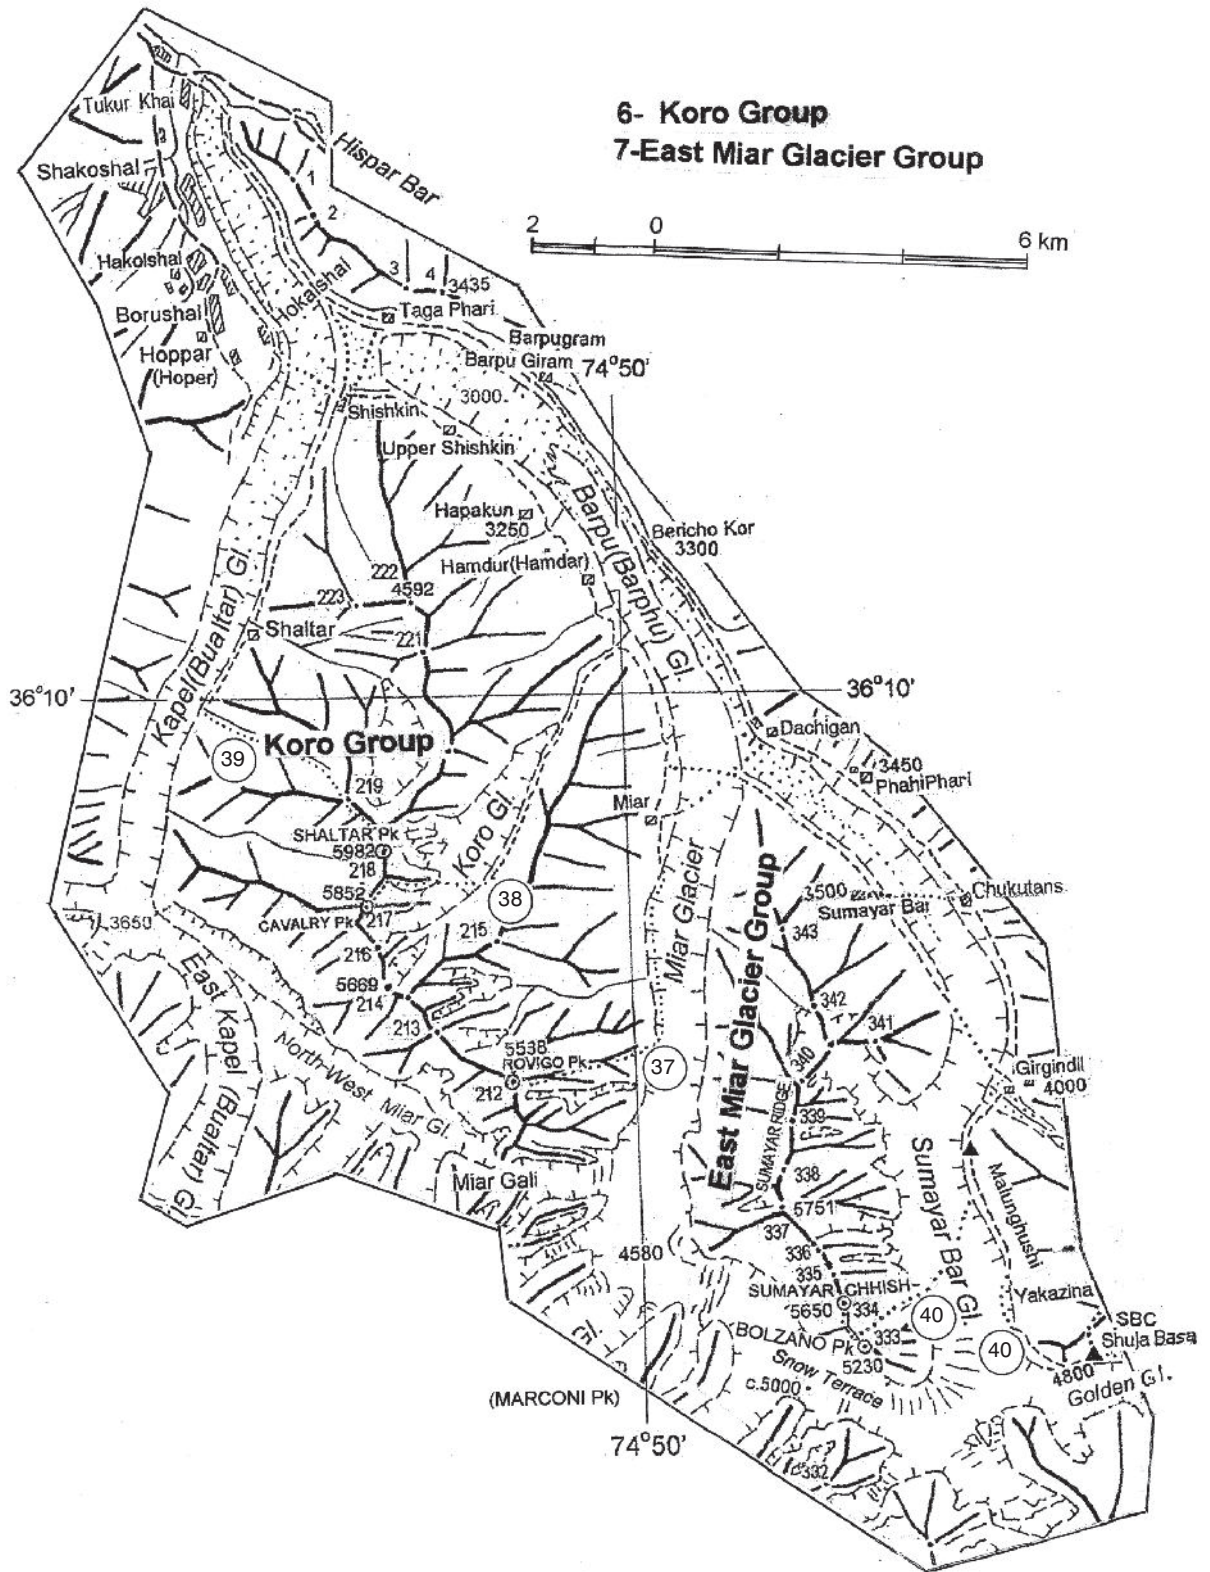 6- Koro Group
7-East Miar Glacier Group
2 0 6 km
Tukur Khai
Hispar Bar
Shakoshal
1
2
Hakolshal
3
4
3435
Borushal
Hokalshal
Taga Phari
Hoppar
(Hoper)
Barpugram
Barpu Giram
74°50'
3000
Shishkin
Upper Shishkin
Hapakun
3250
Barpu(Barphu) Gl.
Bericho Kor
3300
Hamdur(Hamdar)
222
4592
223
Kapel(Bualtar) Gl.
Shaltar
221
36°10'
36°10'
Dachigan
39
Koro Group
3450
PhahiPhari
219
Miar
SHALTAR Pk
5982
218
Koro Gl.
5852
38
3500
Sumayar Bar
Chukutans
CAVALRY Pk
217
3650
215
Miar Glacier
343
216
5669
214
East Kapel (Bualtar) Gl.
North West Miar Gl.
213
342
341
340
5538
ROVIGO Pk
212
37
East Miar Glacier Group
Girgindil
4000
SUMAYAR RIDGE
339
Miar Gali
338
Sumayar Bar Gl.
Matunghushi
5751
337
4580
336
335
SUMAYAR CHHISH
5650
334
Yakazina
40
SBC
Shuja Basa
BOLZANO Pk
333
5230
40
Snow Terrace
c.5000
4800
Golden Gl.
(MARCONI Pk)
74°50'
332